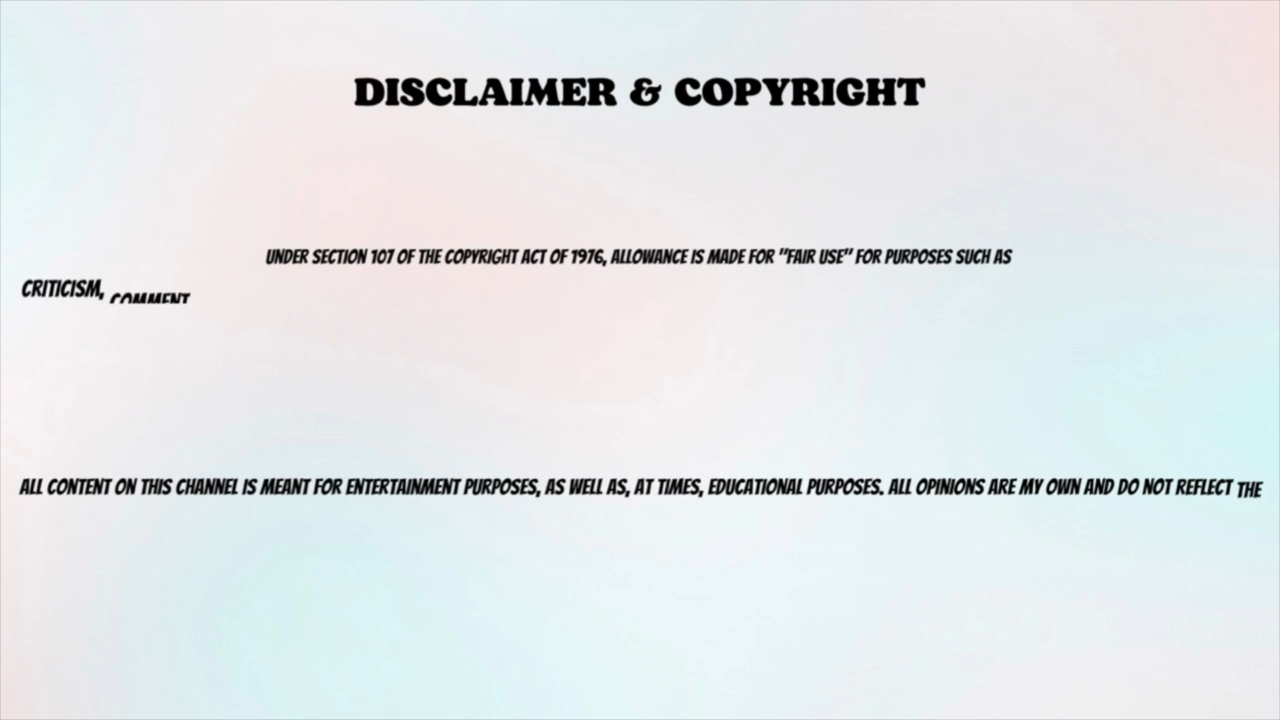 DISCLAIMER & COPYRIGHT
UNDER SECTION 107 OF THE COPYRIGHT ACT OF 1976, ALLOWANCE IS MADE FOR "FAIR USE" FOR PURPOSES SUCH AS
CRITICISM, COMMENT
ALL CONTENT ON THIS CHANNEL IS MEANT FOR ENTERTAINMENT PURPOSES, AS WELL AS, AT TIMES, EDUCATIONAL PURPOSES. ALL OPINIONS ARE MY OWN AND DO NOT REFLECT THE